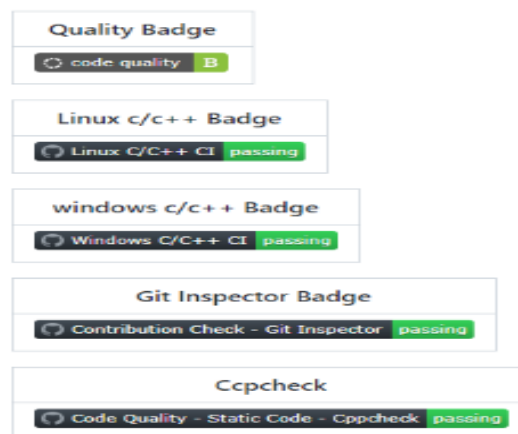 Quality Badge
code quality B
Linux c/c++ Badge
Linux C/C++ CI passing
windows c/c++ Badge
Windows C/C++ CI passing
Git Inspector Badge
Contribution Check - Git Inspector passing
Ccpcheck
Code Quality - Static Code - Cppcheck passing